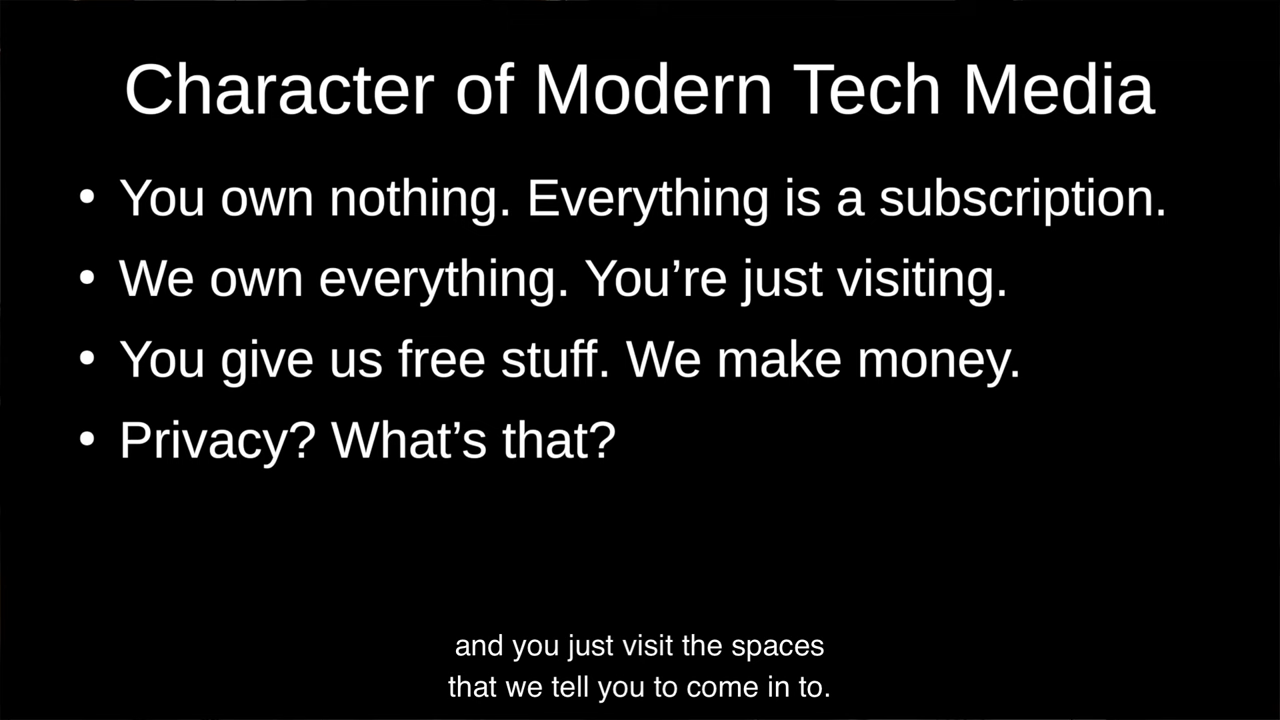 Character of Modern Tech Media
• You own nothing. Everything is a subscription.
• We own everything. You’re just visiting.
• You give us free stuff. We make money.
• Privacy? What’s that?
and you just visit the spaces
that we tell you to come in to.